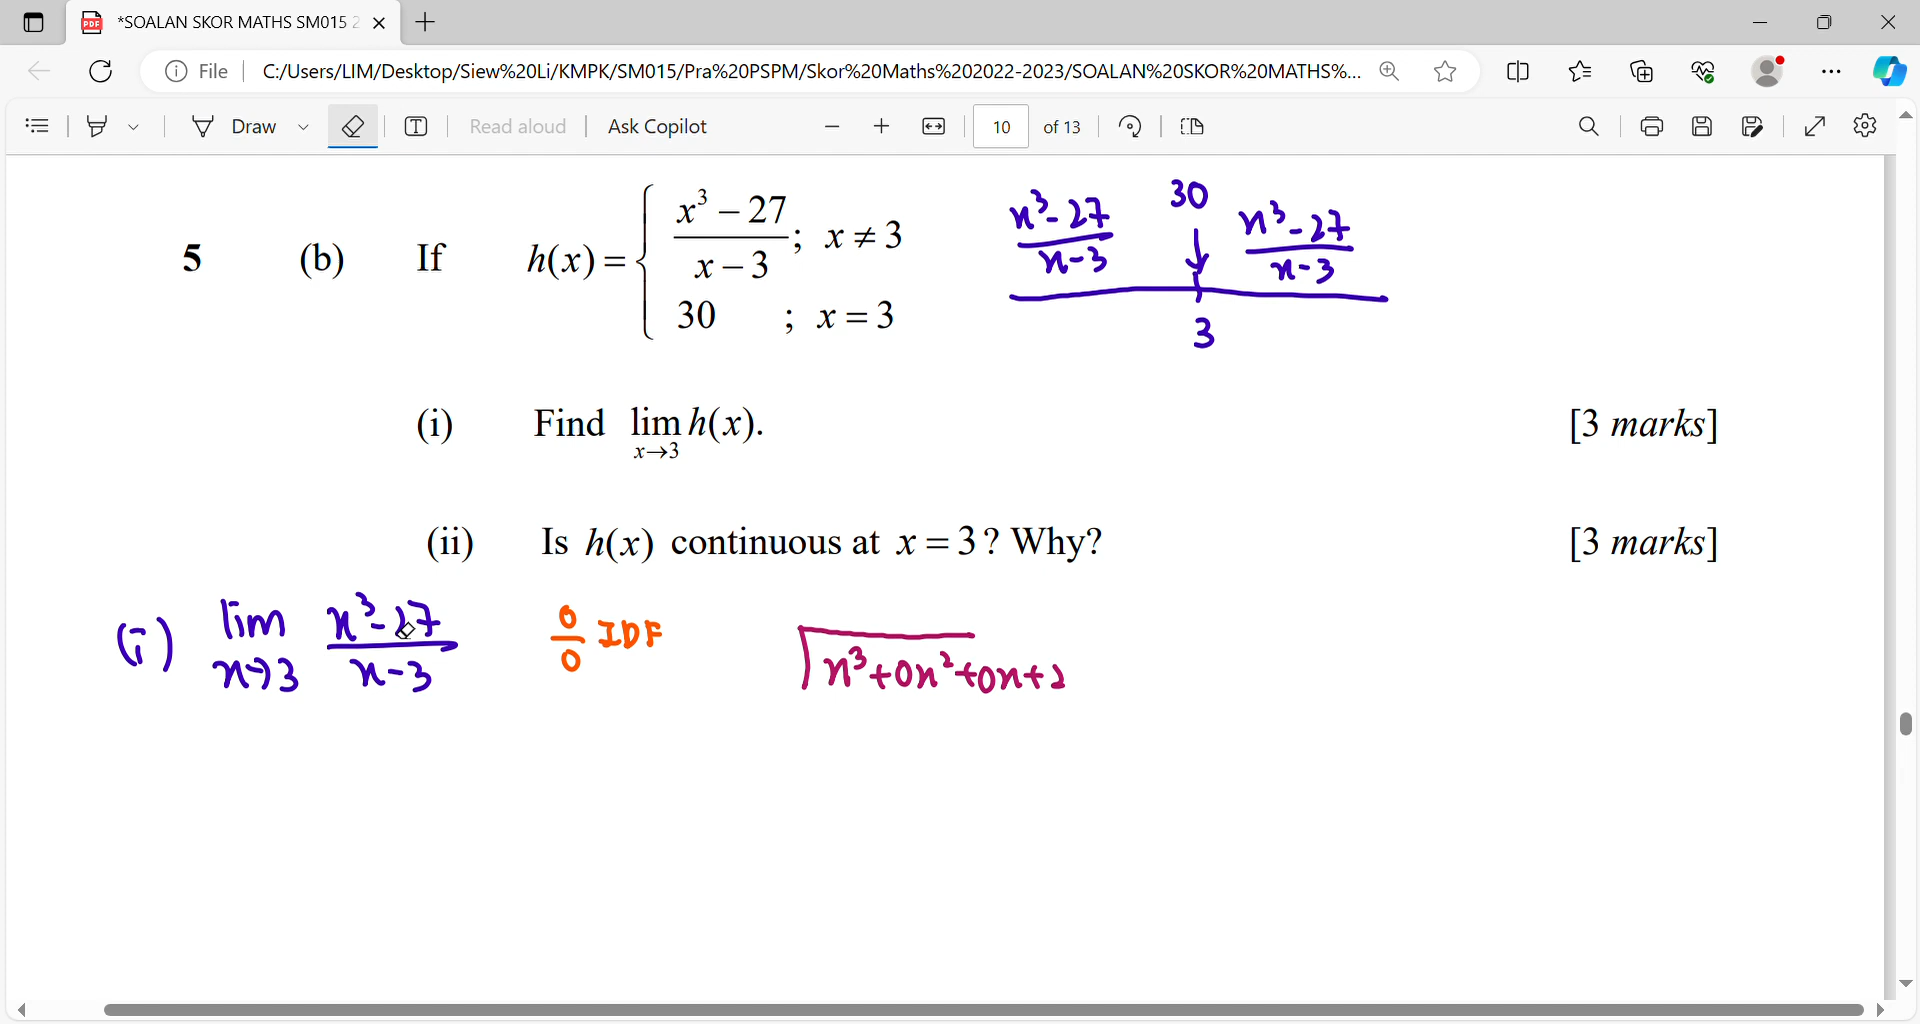 *SOALAN SKOR MATHS SM015 2
File C:/Users/LIM/Desktop/Siew%20Li/KMPK/SM015/Pra%20PSPM/Skor%20Maths%202022-2023/SOALAN%20SKOR%20MATHS%...
Draw Read aloud Ask Copilot 10 of 13
5 (b) If h(x) = { (x³ − 27)/(x − 3) ; x ≠ 3
30 ; x = 3
(x³-27)/(x-3) 30 (x³-27)/(x-3)
3
(i) Find lim x→3 h(x). [3 marks]
(ii) Is h(x) continuous at x = 3? Why? [3 marks]
(i) lim x→3 (x³-27)/(x-3) 0/0 IDF x³+0x²+0x+2